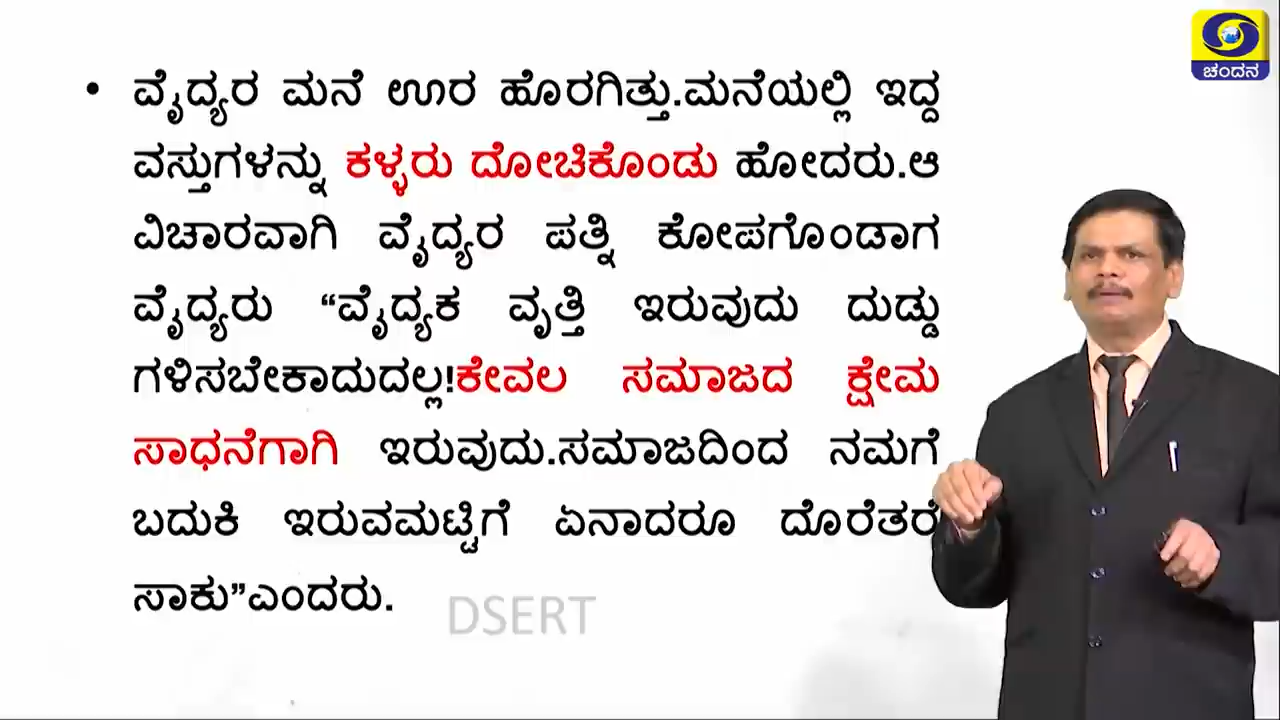 ಚಂದನ
• ವೈದ್ಯರ ಮನೆ ಊರ ಹೊರಗಿತ್ತು.ಮನೆಯಲ್ಲಿ ಇದ್ದ
ವಸ್ತುಗಳನ್ನು ಕಳ್ಳರು ದೋಚಿಕೊಂಡು ಹೋದರು.ಆ
ವಿಚಾರವಾಗಿ ವೈದ್ಯರ ಪತ್ನಿ ಕೋಪಗೊಂಡಾಗ
ವೈದ್ಯರು “ವೈದ್ಯಕ ವೃತ್ತಿ ಇರುವುದು ದುಡ್ಡು
ಗಳಿಸಬೇಕಾದುದಲ್ಲ!ಕೇವಲ ಸಮಾಜದ ಕ್ಷೇಮ
ಸಾಧನೆಗಾಗಿ ಇರುವುದು.ಸಮಾಜದಿಂದ ನಮಗೆ
ಬದುಕಿ ಇರುವಮಟ್ಟಿಗೆ ಏನಾದರೂ ದೊರೆತರೆ
ಸಾಕು”ಎಂದರು.
DSERT